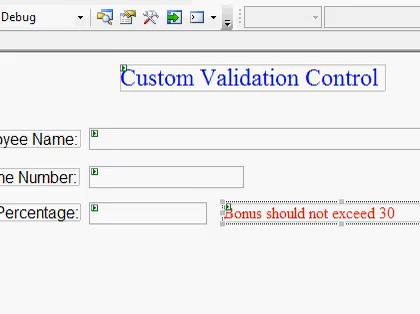 Debug
Custom Validation Control
oyee Name:
ne Number:
Percentage:
Bonus should not exceed 30